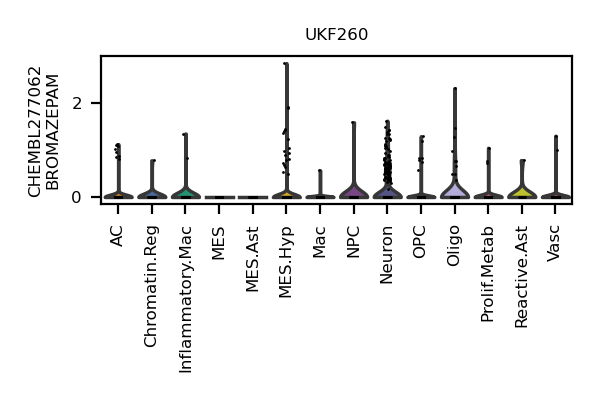 UKF260
CHEMBL277062
BROMAZEPAM
2
0
AC
Chromatin.Reg
Inflammatory.Mac
MES
MES.Ast
MES.Hyp
Mac
NPC
Neuron
OPC
Oligo
Prolif.Metab
Reactive.Ast
Vasc